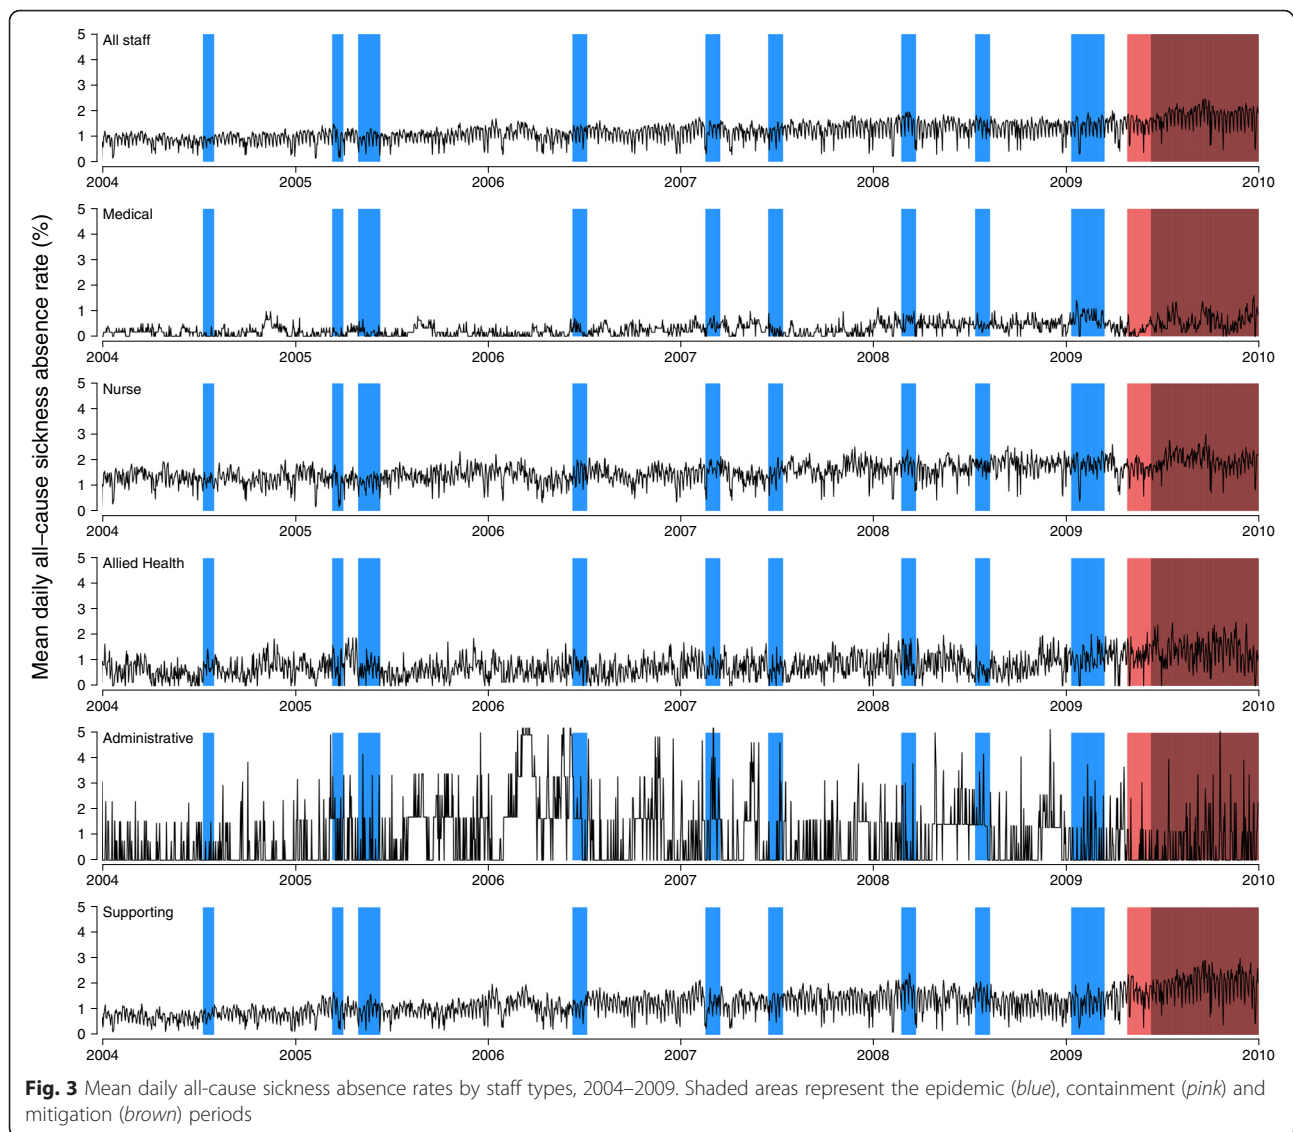 5
4
3
2
1
0
All staff
2004 2005 2006 2007 2008 2009 2010
5
4
3
2
1
0
Medical
2004 2005 2006 2007 2008 2009 2010
5
4
3
2
1
0
Nurse
2004 2005 2006 2007 2008 2009 2010
5
4
3
2
1
0
Allied Health
2004 2005 2006 2007 2008 2009 2010
5
4
3
2
1
0
Administrative
2004 2005 2006 2007 2008 2009 2010
5
4
3
2
1
0
Supporting
2004 2005 2006 2007 2008 2009 2010
Mean daily all−cause sickness absence rate (%)
Fig. 3 Mean daily all-cause sickness absence rates by staff types, 2004–2009. Shaded areas represent the epidemic (blue), containment (pink) and
mitigation (brown) periods